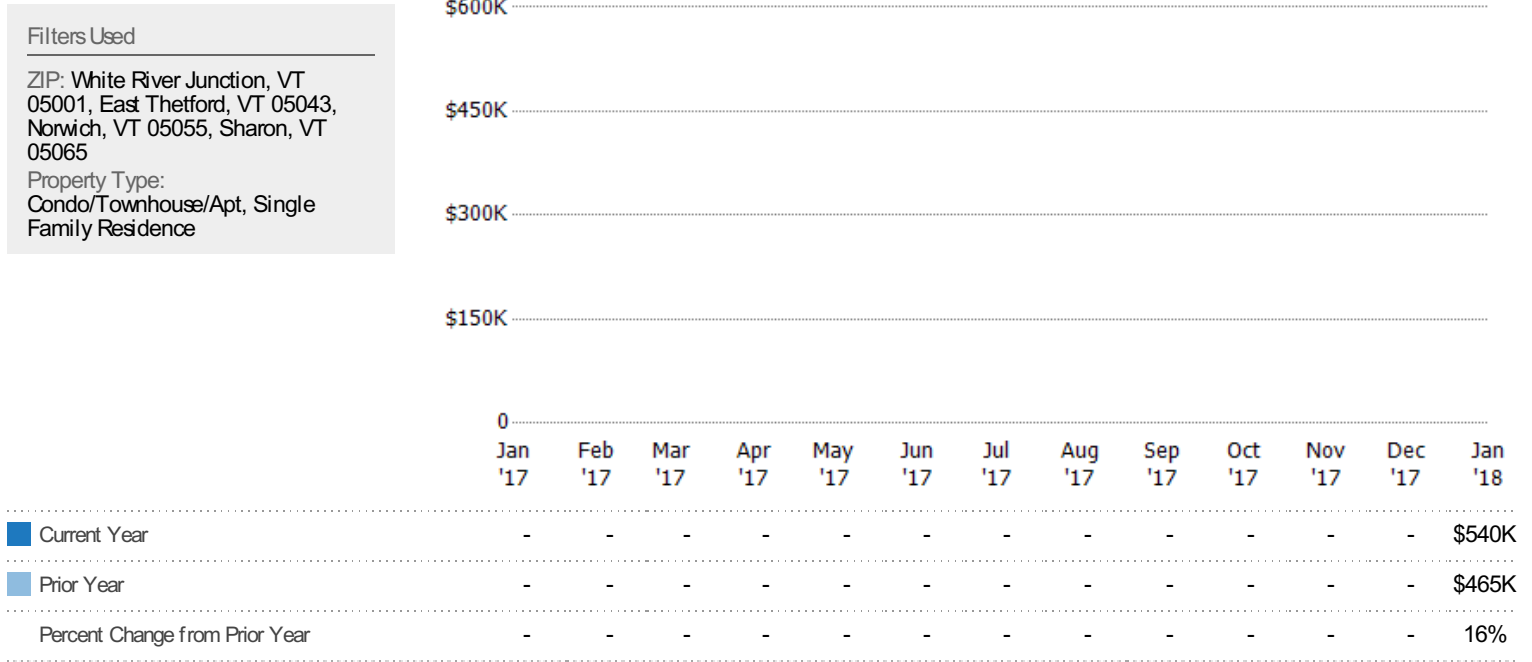 Filters Used
ZIP: White River Junction, VT
05001, East Thetford, VT 05043,
Norwich, VT 05055, Sharon, VT
05065
Property Type:
Condo/Townhouse/Apt, Single
Family Residence
$600K
$450K
$300K
$150K
0
Jan Feb Mar Apr May Jun Jul Aug Sep Oct Nov Dec Jan
'17 '17 '17 '17 '17 '17 '17 '17 '17 '17 '17 '17 '18
Current Year - - - - - - - - - - - - $540K
Prior Year - - - - - - - - - - - - $465K
Percent Change from Prior Year - - - - - - - - - - - - 16%